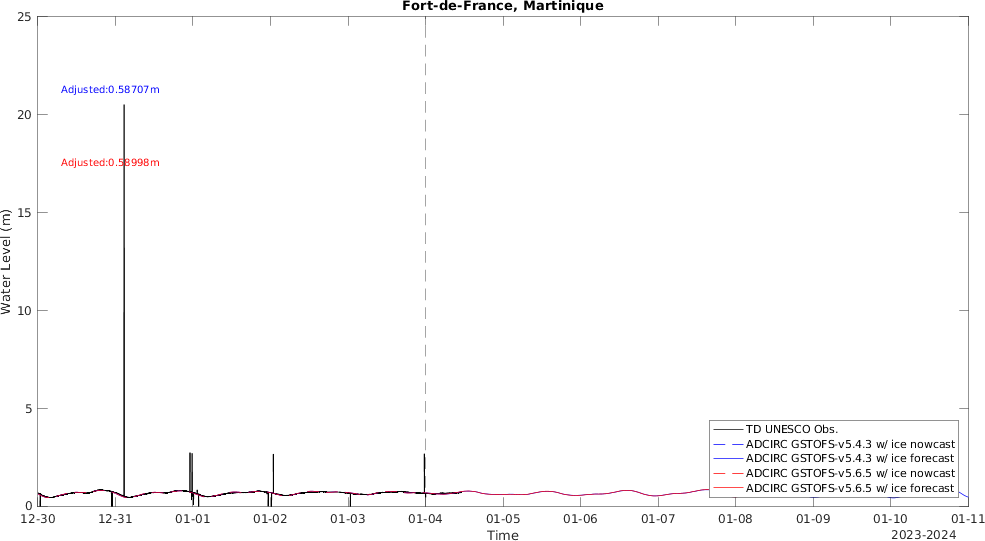 Fort-de-France, Martinique
25
20
15
10
5
0
Water Level (m)
Adjusted:0.58707m
Adjusted:0.58998m
TD UNESCO Obs.
ADCIRC GSTOFS-v5.4.3 w/ ice nowcast
ADCIRC GSTOFS-v5.4.3 w/ ice forecast
ADCIRC GSTOFS-v5.6.5 w/ ice nowcast
ADCIRC GSTOFS-v5.6.5 w/ ice forecast
12-30 12-31 01-01 01-02 01-03 01-04 01-05 01-06 01-07 01-08 01-09 01-10 01-11
Time
2023-2024